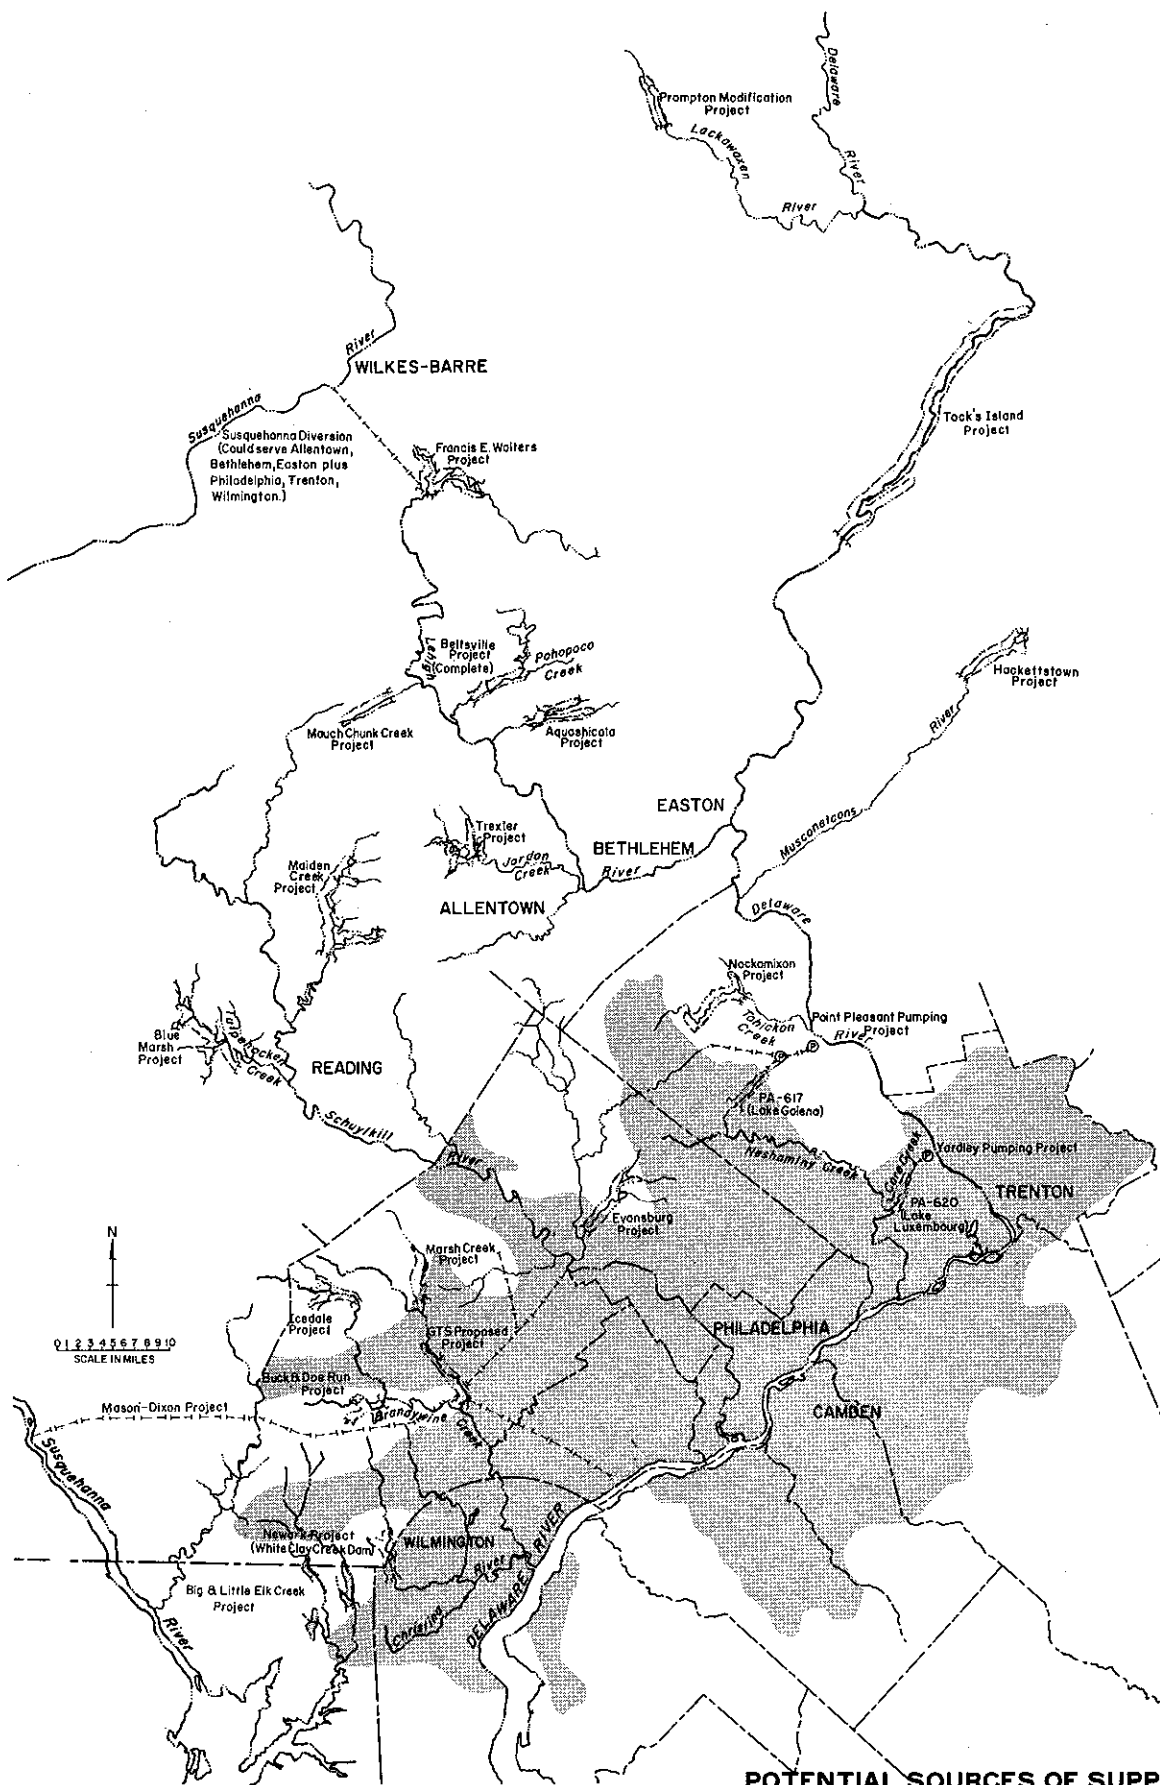 Delaware
River
Prompton Modification
Project
Lackawaxen
River
River
WILKES-BARRE
Susquehanna
Susquehanna Diversion
(Could serve Allentown,
Bethlehem, Easton plus
Philadelphia, Trenton,
Wilmington.)
Francis E. Walters
Project
Tock's Island
Project
Lehigh
Beltsville
Project
(Complete)
Pohopoco
Creek
Hackettstown
Project
River
Musconetcong
Mauch Chunk Creek
Project
Aquashicola
Project
EASTON
Trexler
Project
Jordan
Creek
BETHLEHEM
River
Maiden
Creek
Project
ALLENTOWN
Delaware
Nockamixon
Project
Tohickon
Creek
Point Pleasant Pumping
Project
River
P
Blue
Marsh
Project
Tulpehocken
Creek
READING
PA-617
(Lake Galena)
Schuylkill
River
Neshaminy Creek
Core Creek
P
Yardley Pumping Project
TRENTON
PA-620
(Lake
Luxembourg)
Evansburg
Project
N
Marsh Creek
Project
Icedale
Project
0 1 2 3 4 5 6 7 8 9 10
SCALE IN MILES
GTS Proposed
Project
PHILADELPHIA
Buck & Doe Run
Project
Mason-Dixon Project
Brandywine
Creek
CAMDEN
Susquehanna
River
Newark Project
(White Clay Creek Dam)
WILMINGTON
River
Christina
DELAWARE RIVER
Big & Little Elk Creek
Project
POTENTIAL SOURCES OF SUPP